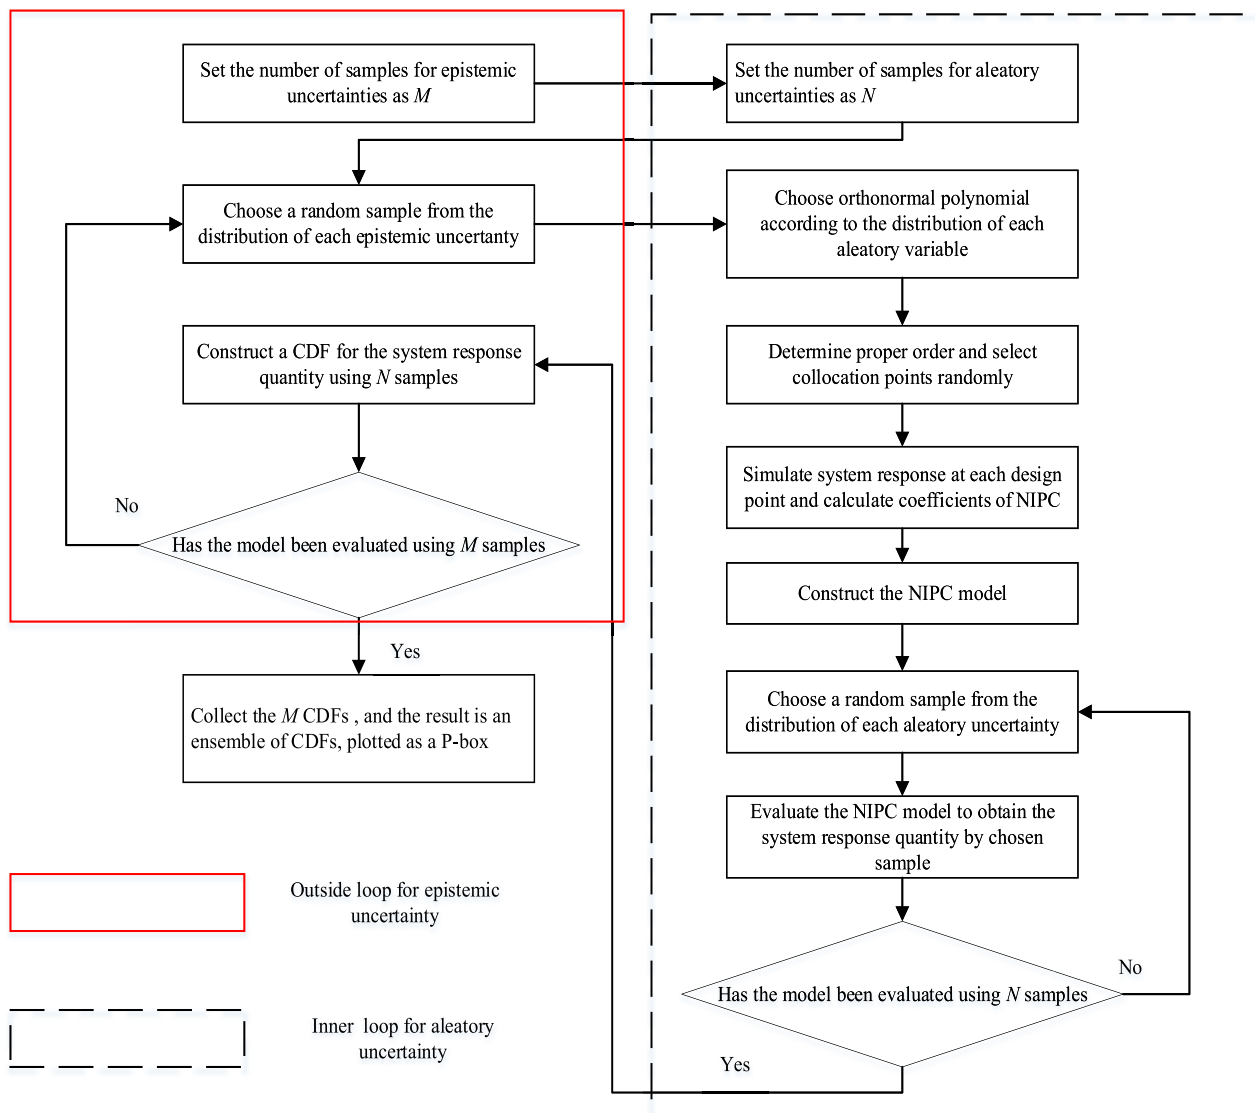 Set the number of samples for epistemic
uncertainties as M
Set the number of samples for aleatory
uncertainties as N
Choose a random sample from the
distribution of each epistemic uncertanty
Choose orthonormal polynomial
according to the distribution of each
aleatory variable
Construct a CDF for the system response
quantity using N samples
Determine proper order and select
collocation points randomly
Simulate system response at each design
point and calculate coefficients of NIPC
No
Has the model been evaluated using M samples
Construct the NIPC model
Yes
Collect the M CDFs , and the result is an
ensemble of CDFs, plotted as a P-box
Choose a random sample from the
distribution of each aleatory uncertainty
Evaluate the NIPC model to obtain the
system response quantity by chosen
sample
Outside loop for epistemic
uncertainty
No
Has the model been evaluated using N samples
Inner loop for aleatory
uncertainty
Yes